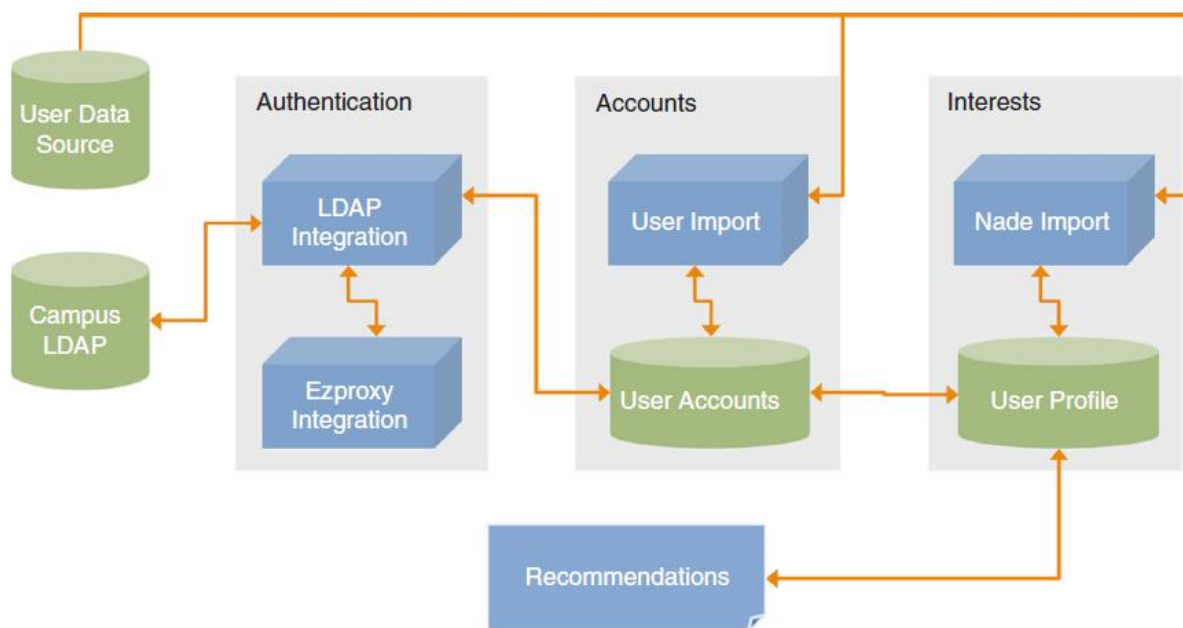 User Data
Source
Campus
LDAP
Authentication
LDAP
Integration
Ezproxy
Integration
Accounts
User Import
User Accounts
Interests
Nade Import
User Profile
Recommendations